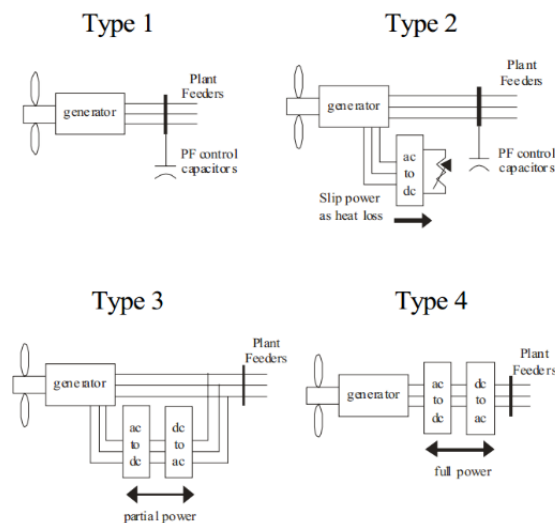 Type 1
Plant
Feeders
generator
PF control
capacitors
Type 2
Plant
Feeders
generator
ac
to
dc
PF control
capacitors
Slip power
as heat loss
Type 3
Plant
Feeders
generator
ac
to
dc
dc
to
ac
partial power
Type 4
Plant
Feeders
generator
ac
to
dc
dc
to
ac
full power